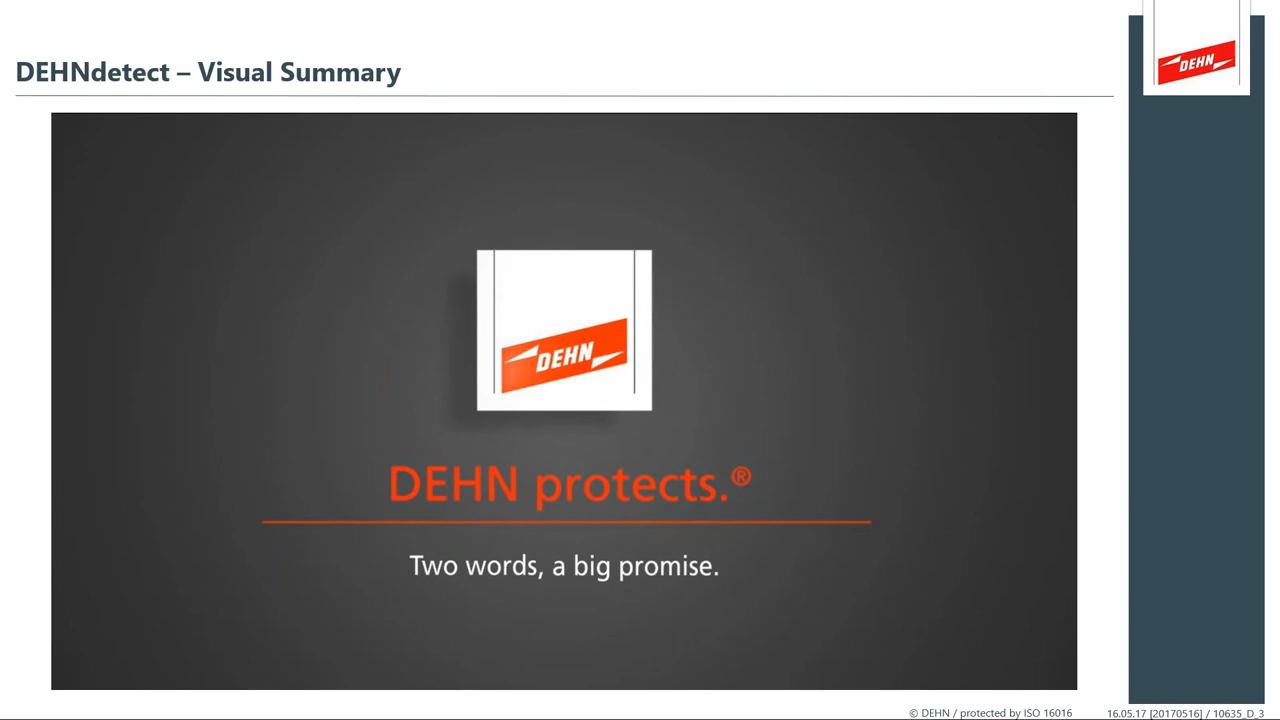 DEHNdetect – Visual Summary
DEHN
DEHN
DEHN protects.®
Two words, a big promise.
© DEHN / protected by ISO 16016
16.05.17 [20170516] / 10635_D_3